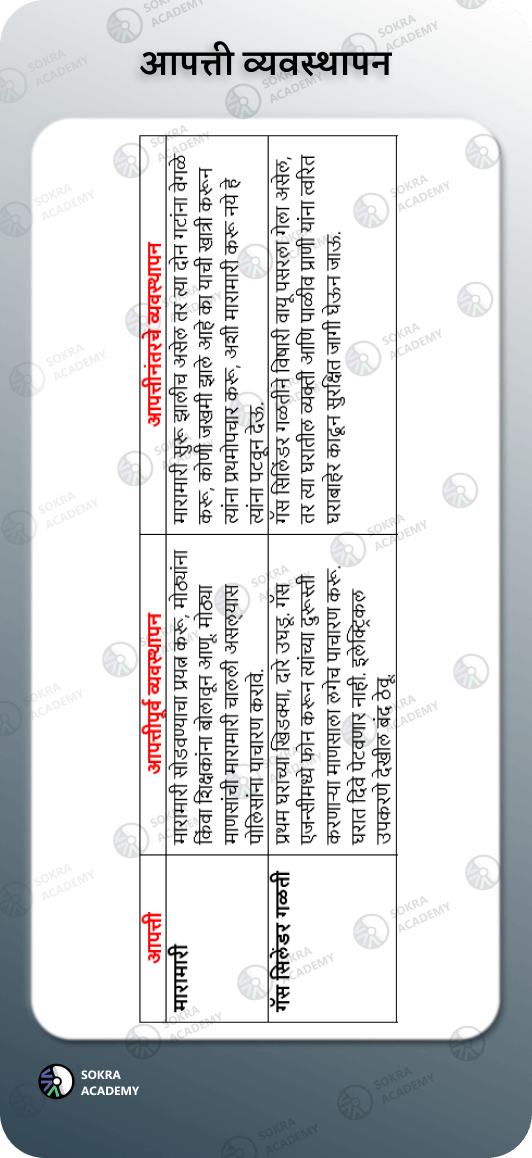 आपत्ती व्यवस्थापन
आपत्ती
आपत्तीपूर्व व्यवस्थापन
आपत्तीनंतरचे व्यवस्थापन
मारामारी
मारामारी सोडवण्याचा प्रयत्न करू, मोठ्यांना
किंवा शिक्षकांना बोलावून आणू. मोठ्या
माणसांची मारामारी चालली असल्यास
पोलिसांना पाचारण करावे.
मारामारी सुरू झालीच असेल तर त्या दोन गटांना वेगळे
करू, कोणी जखमी झाले आहे का याची खात्री करून
त्यांना प्रथमोपचार करू, अशी मारामारी करू नये हे
त्यांना पटवून देऊ.
गॅस सिलेंडर गळती
प्रथम घराच्या खिडक्या, दारे उघडू. गॅस
एजन्सीमध्ये फोन करून त्यांच्या दुरूस्ती
करणाऱ्या माणसाला लगेच पाचारण करू.
घरात दिवे पेटवणार नाही. इलेक्ट्रिकल
उपकरणे देखील बंद ठेवू.
गॅस सिलिंडर गळतीने विषारी वायू पसरला गेला असेल,
तर त्या घरातील व्यक्ती आणि पाळीव प्राणी यांना त्वरित
घराबाहेर काढून सुरक्षित जागी घेऊन जाऊ.
SOKRA
ACADEMY